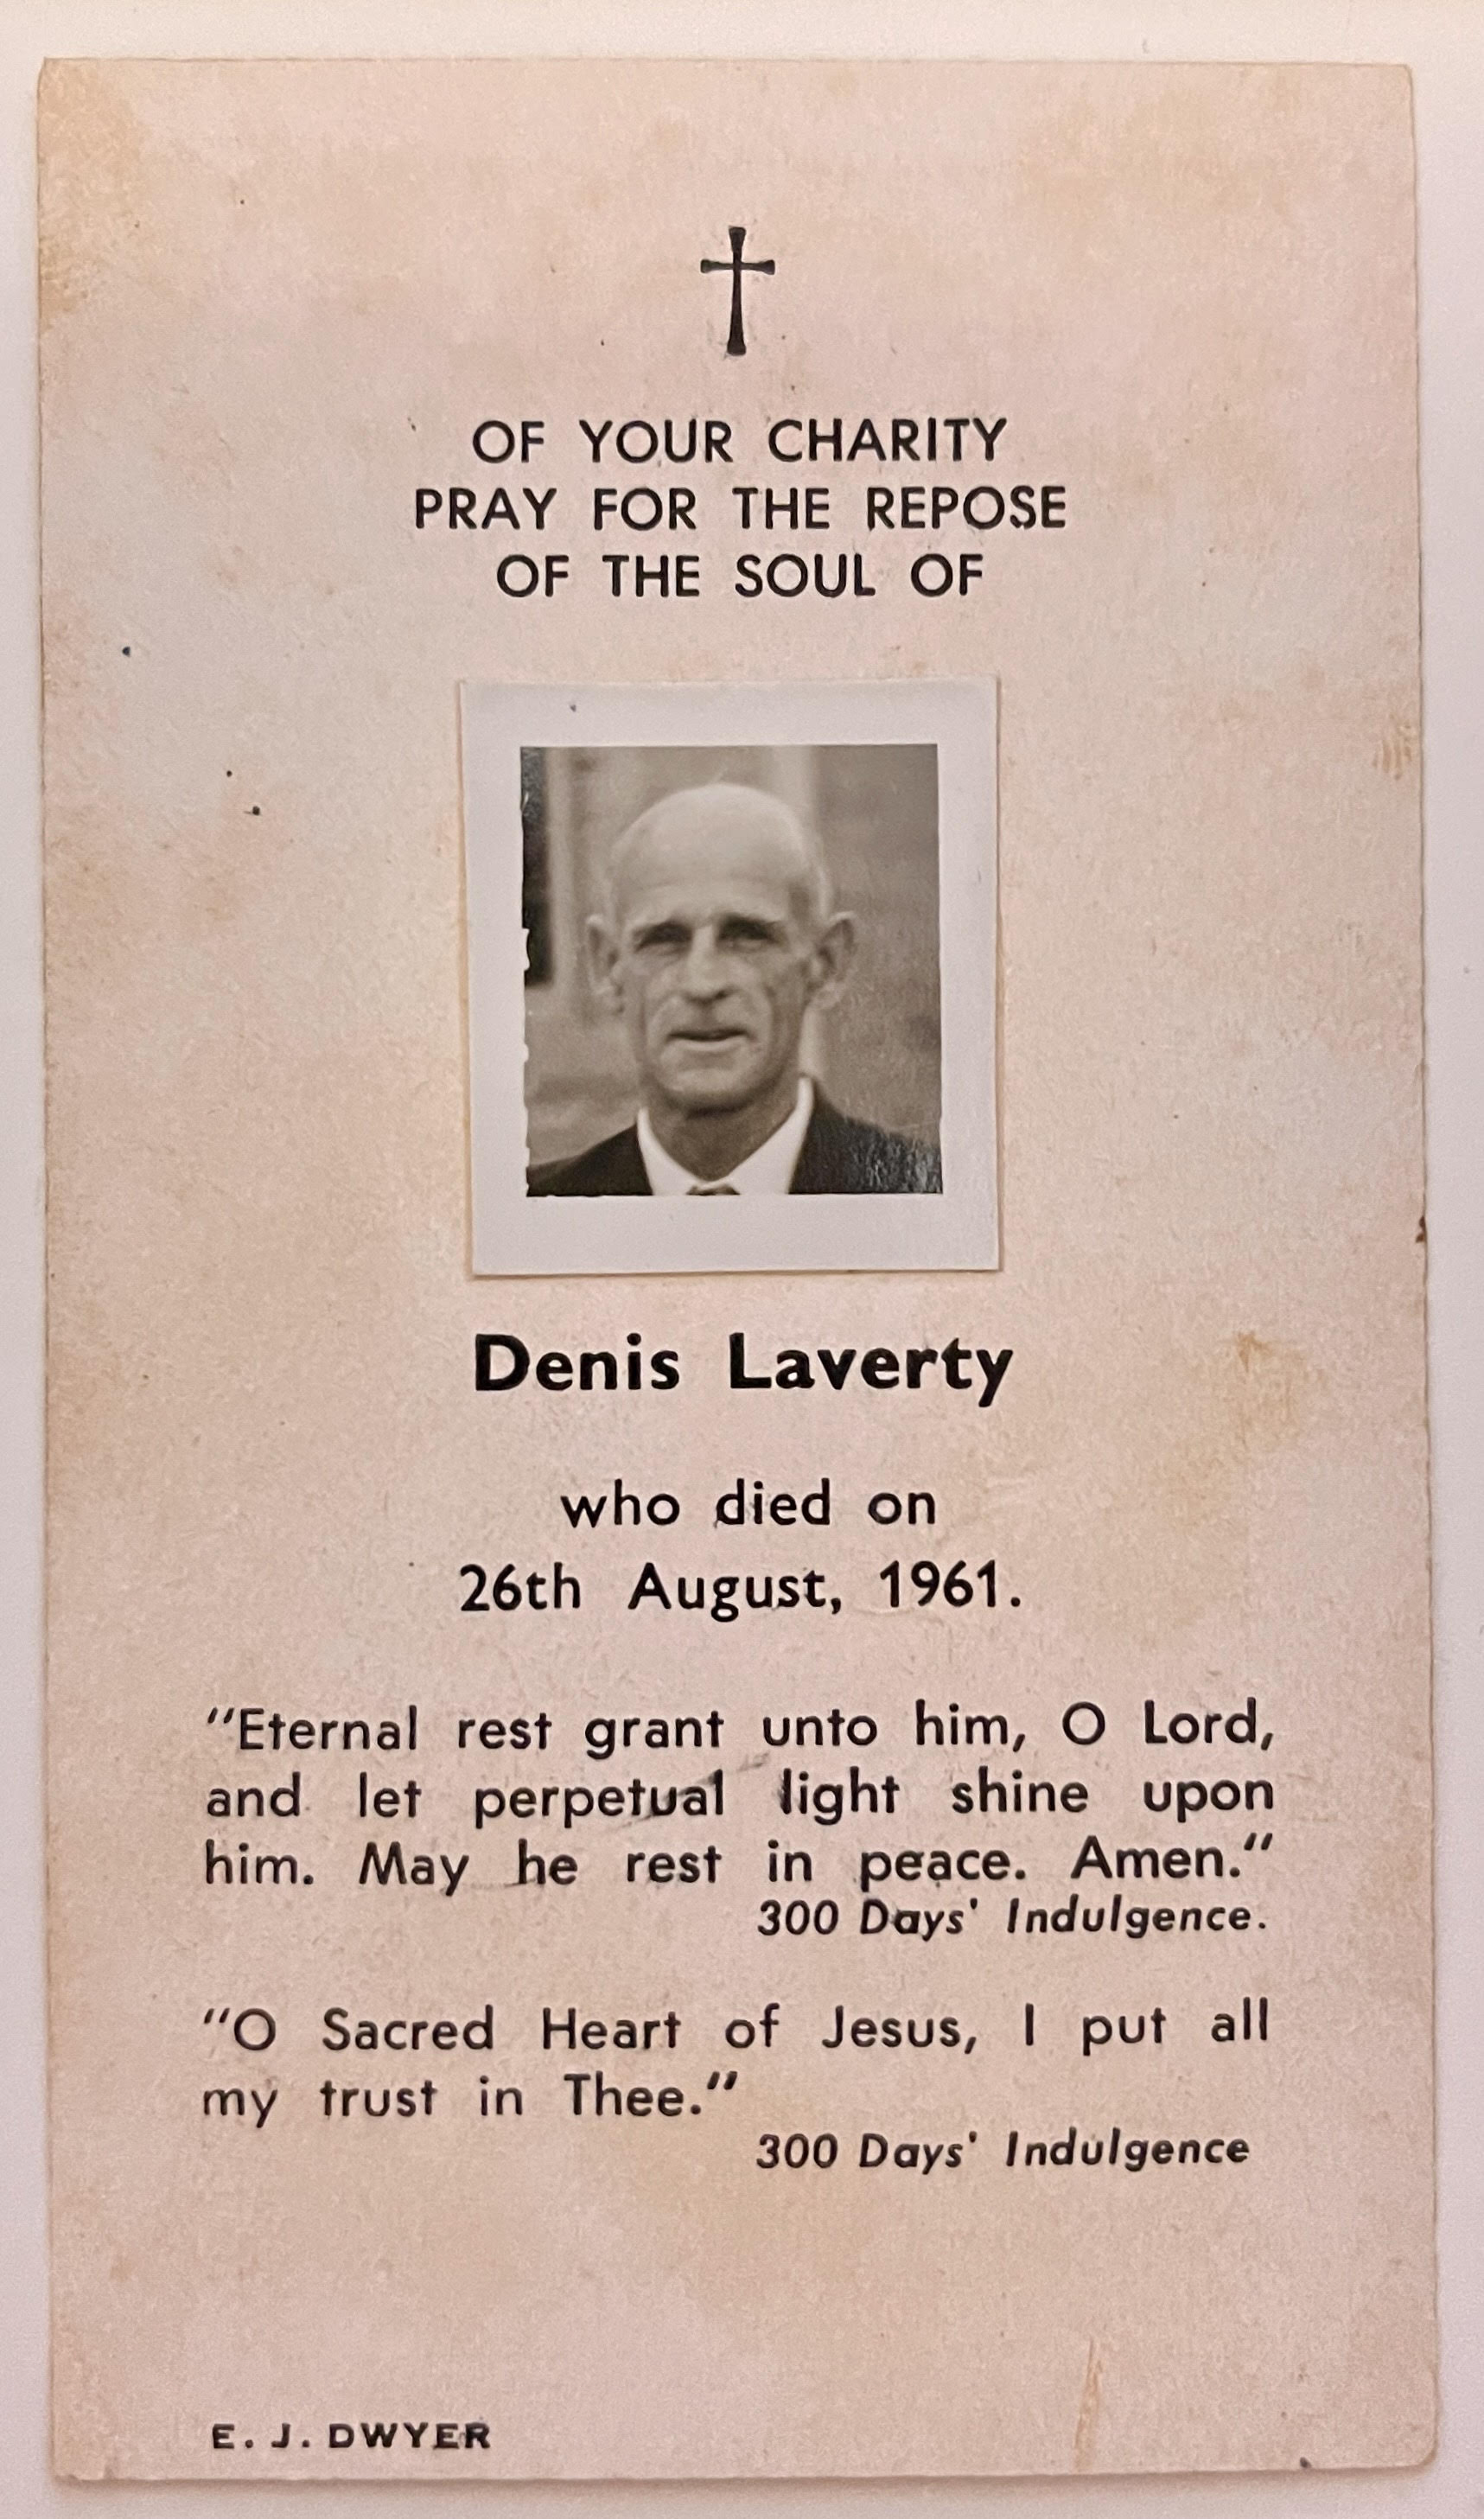 OF YOUR CHARITY
PRAY FOR THE REPOSE
OF THE SOUL OF
Denis Laverty
who died on
26th August, 1961.
"Eternal rest grant unto him, O Lord,
and let perpetual light shine upon
him. May he rest in peace. Amen."
300 Days' Indulgence.
"O Sacred Heart of Jesus, I put all
my trust in Thee."
300 Days' Indulgence
E. J. DWYER